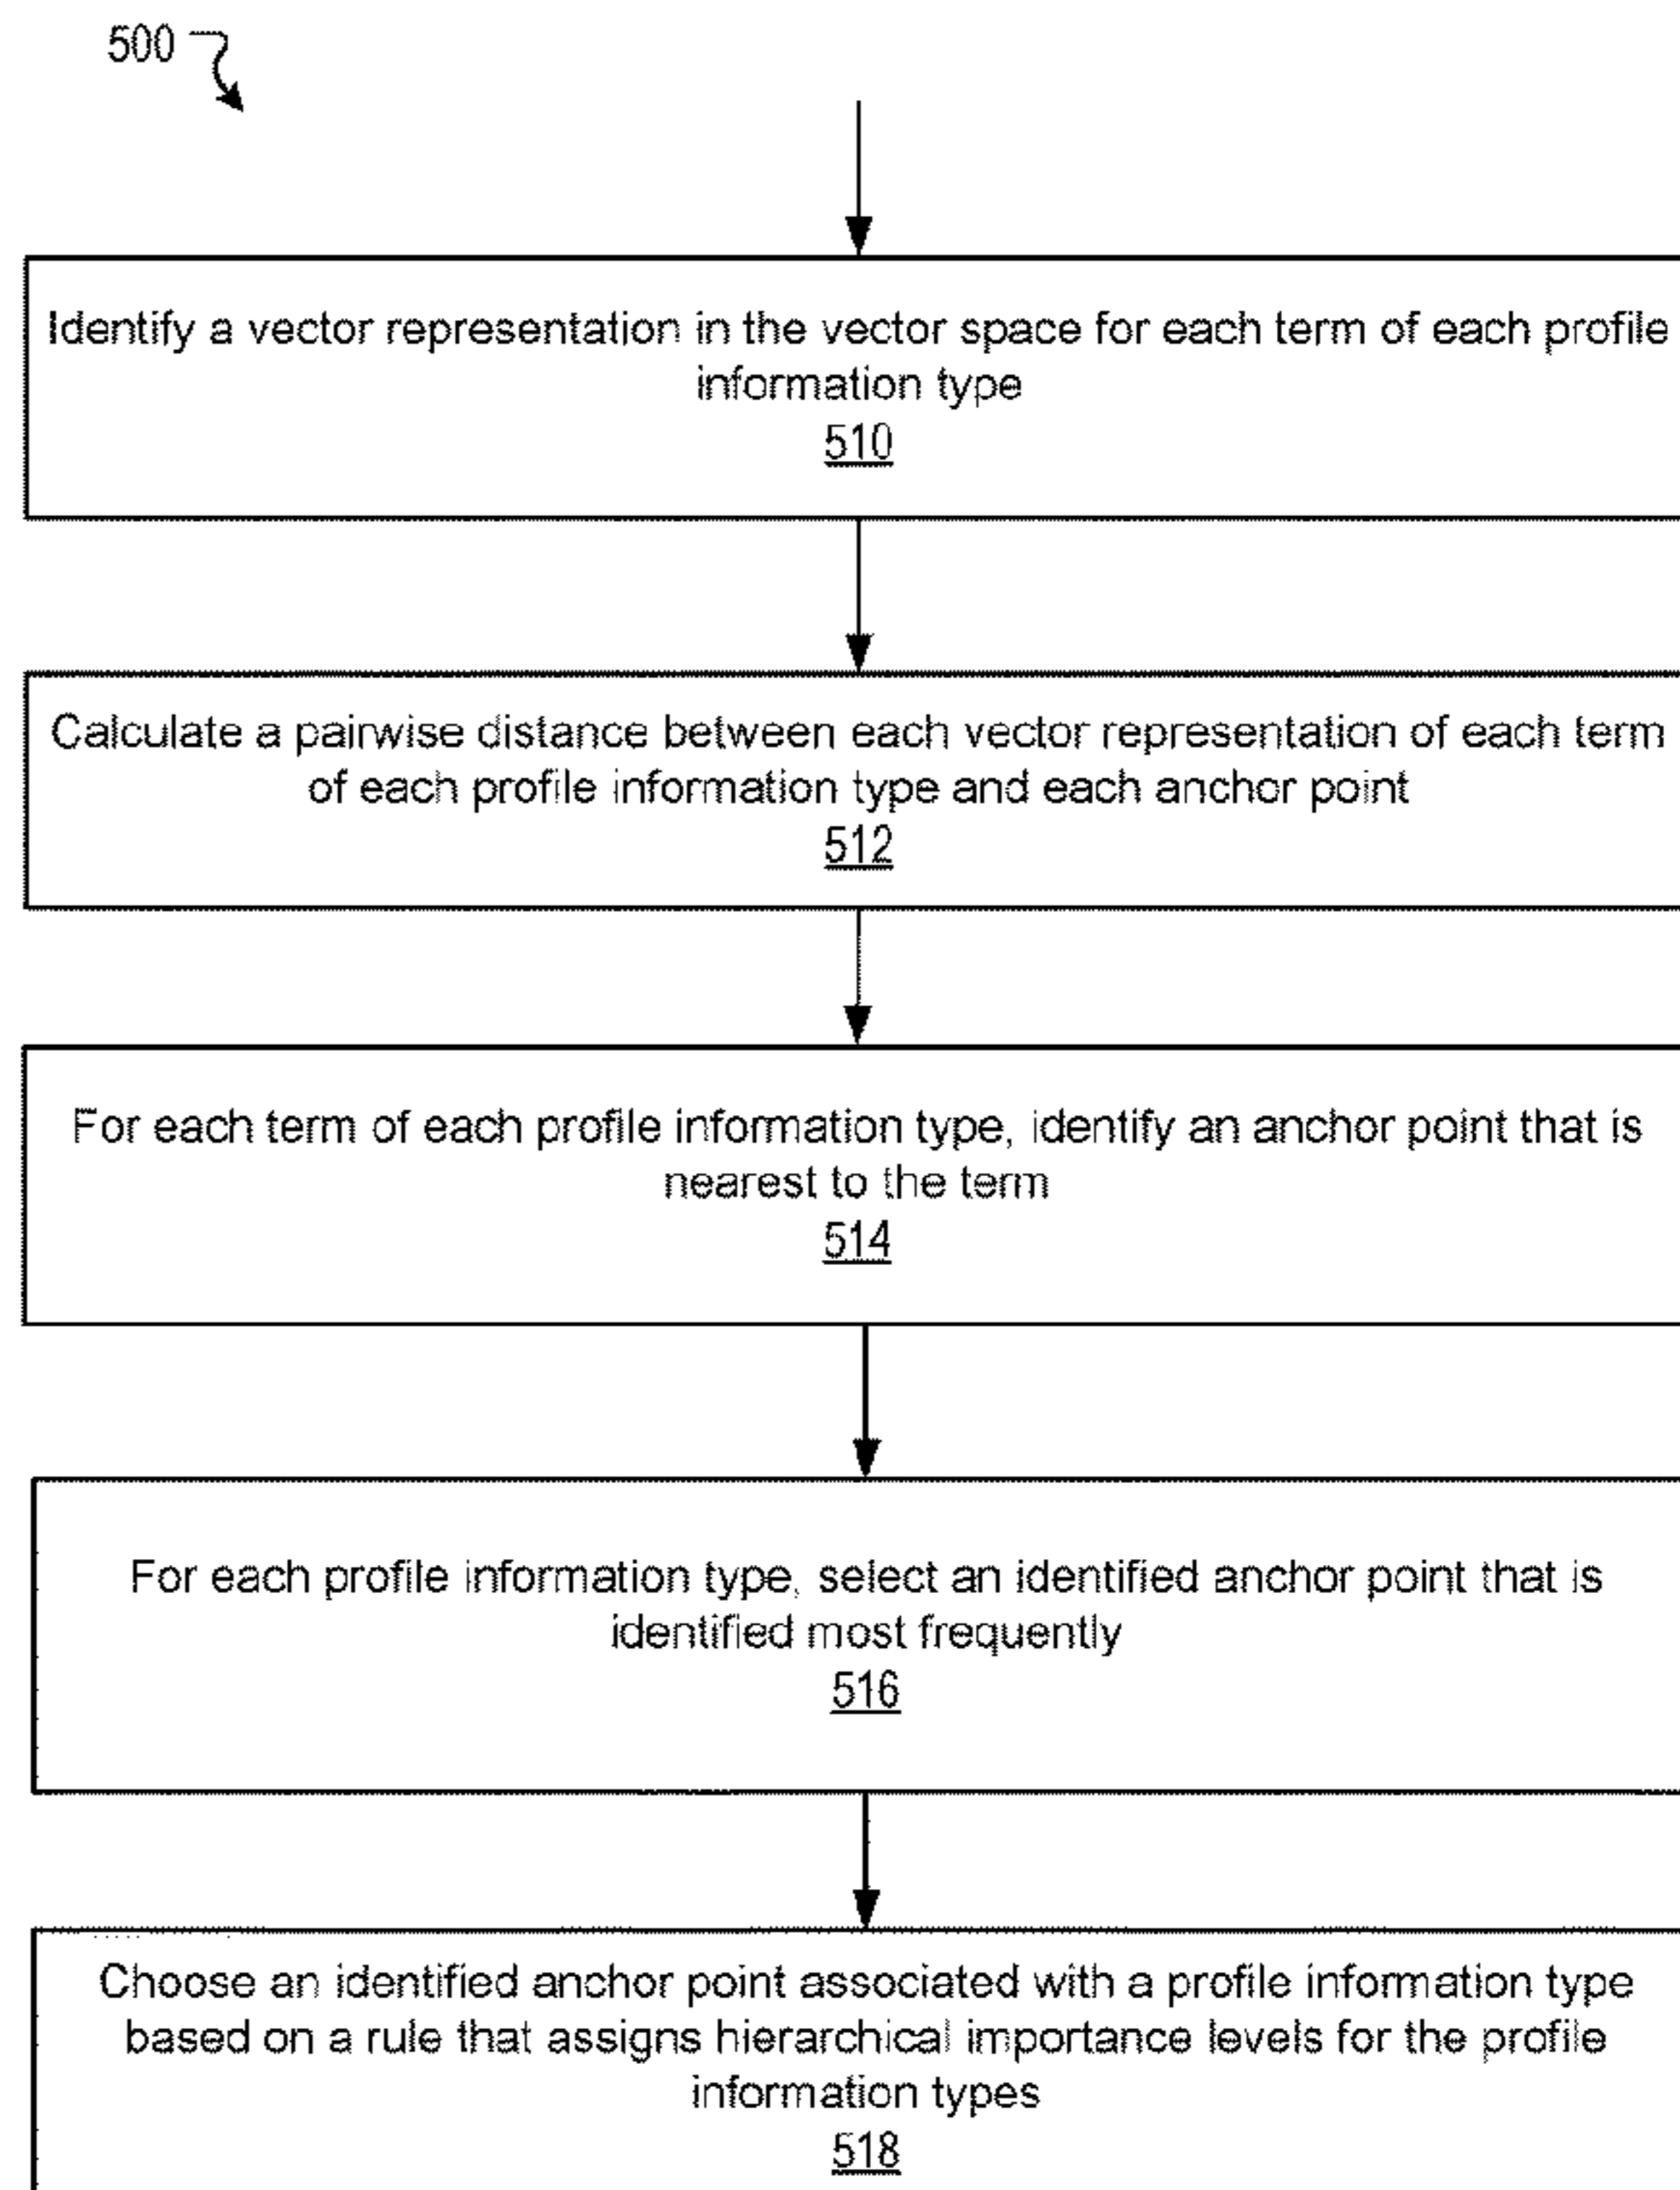 500
Identify a vector representation in the vector space for each term of each profile
information type
510
Calculate a pairwise distance between each vector representation of each term
of each profile information type and each anchor point
512
For each term of each profile information type, identify an anchor point that is
nearest to the term
514
For each profile information type, select an identified anchor point that is
identified most frequently
516
Choose an identified anchor point associated with a profile information type
based on a rule that assigns hierarchical importance levels for the profile
information types
518